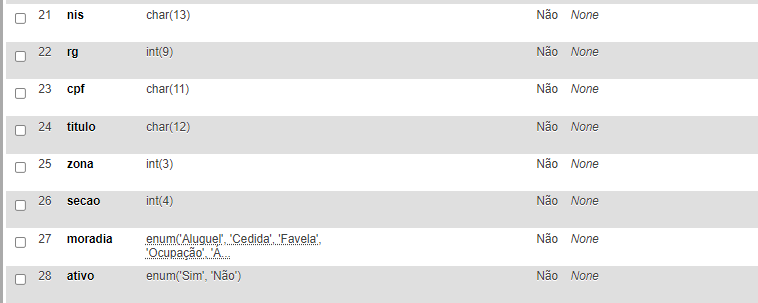 21 nis char(13) Não None
22 rg int(9) Não None
23 cpf char(11) Não None
24 titulo char(12) Não None
25 zona int(3) Não None
26 secao int(4) Não None
27 moradia enum('Aluguel', 'Cedida', 'Favela', Não None
'Ocupação', 'A...
28 ativo enum('Sim', 'Não') Não None